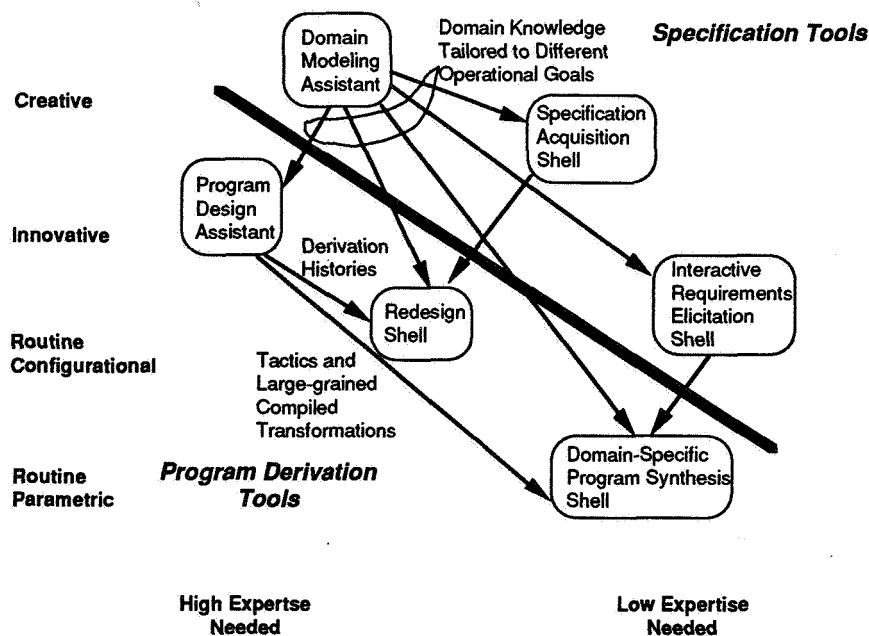 Domain
Modeling
Assistant
Domain Knowledge
Tailored to Different
Operational Goals
Specification Tools
Creative
Specification
Acquisition
Shell
Program
Design
Assistant
Innovative
Derivation
Histories
Interactive
Requirements
Elicitation
Shell
Redesign
Shell
Routine
Configurational
Tactics and
Large-grained
Compiled
Transformations
Domain-Specific
Program Synthesis
Shell
Routine
Parametric
Program Derivation
Tools
High Expertse
Needed
Low Expertise
Needed